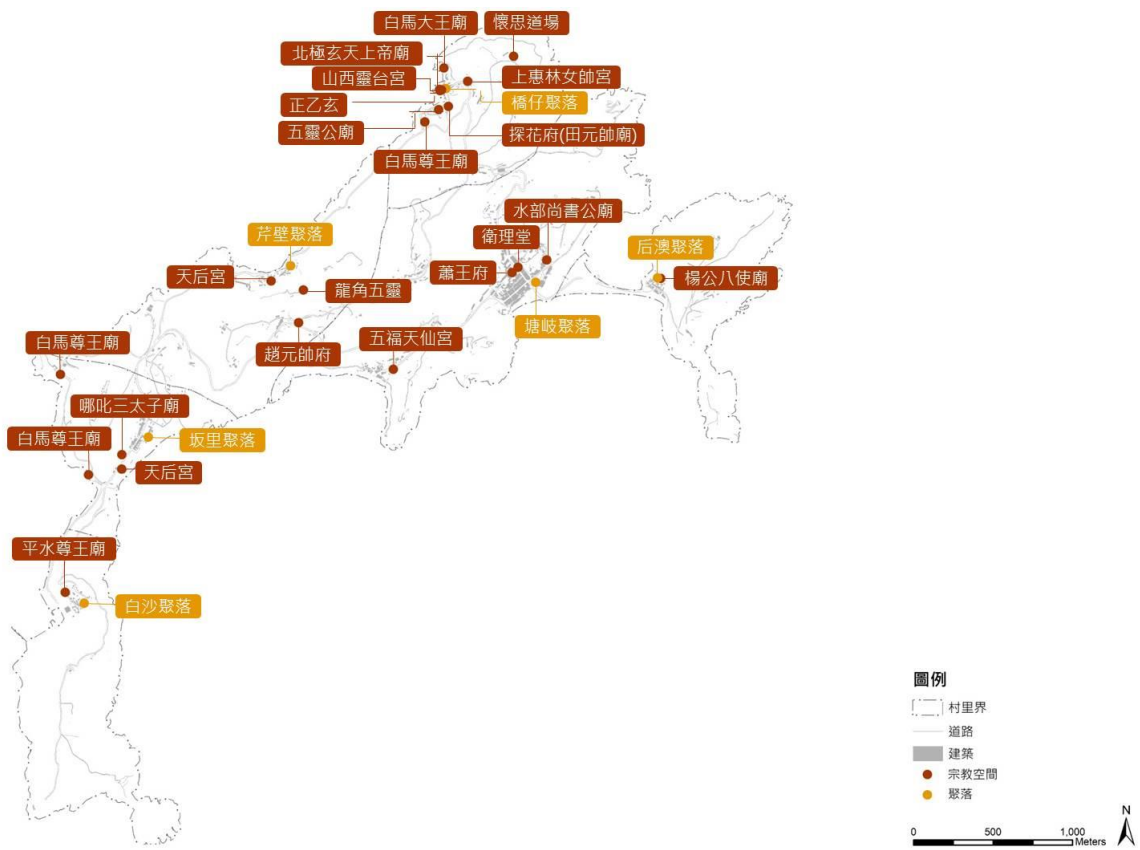 白馬大王廟
懷思道場
北極玄天上帝廟
山西靈台宮
上惠林女帥宮
正乙玄
橋仔聚落
五靈公廟
探花府(田元帥廟)
白馬尊王廟
水部尚書公廟
芹壁聚落
衛理堂
后澳聚落
天后宮
蕭王府
楊公八使廟
龍角五靈
塘岐聚落
白馬尊王廟
趙元帥府
五福天仙宮
哪叱三太子廟
白馬尊王廟
坂里聚落
天后宮
平水尊王廟
白沙聚落
圖例
村里界
道路
建築
宗教空間
聚落
N
0 500 1,000
Meters